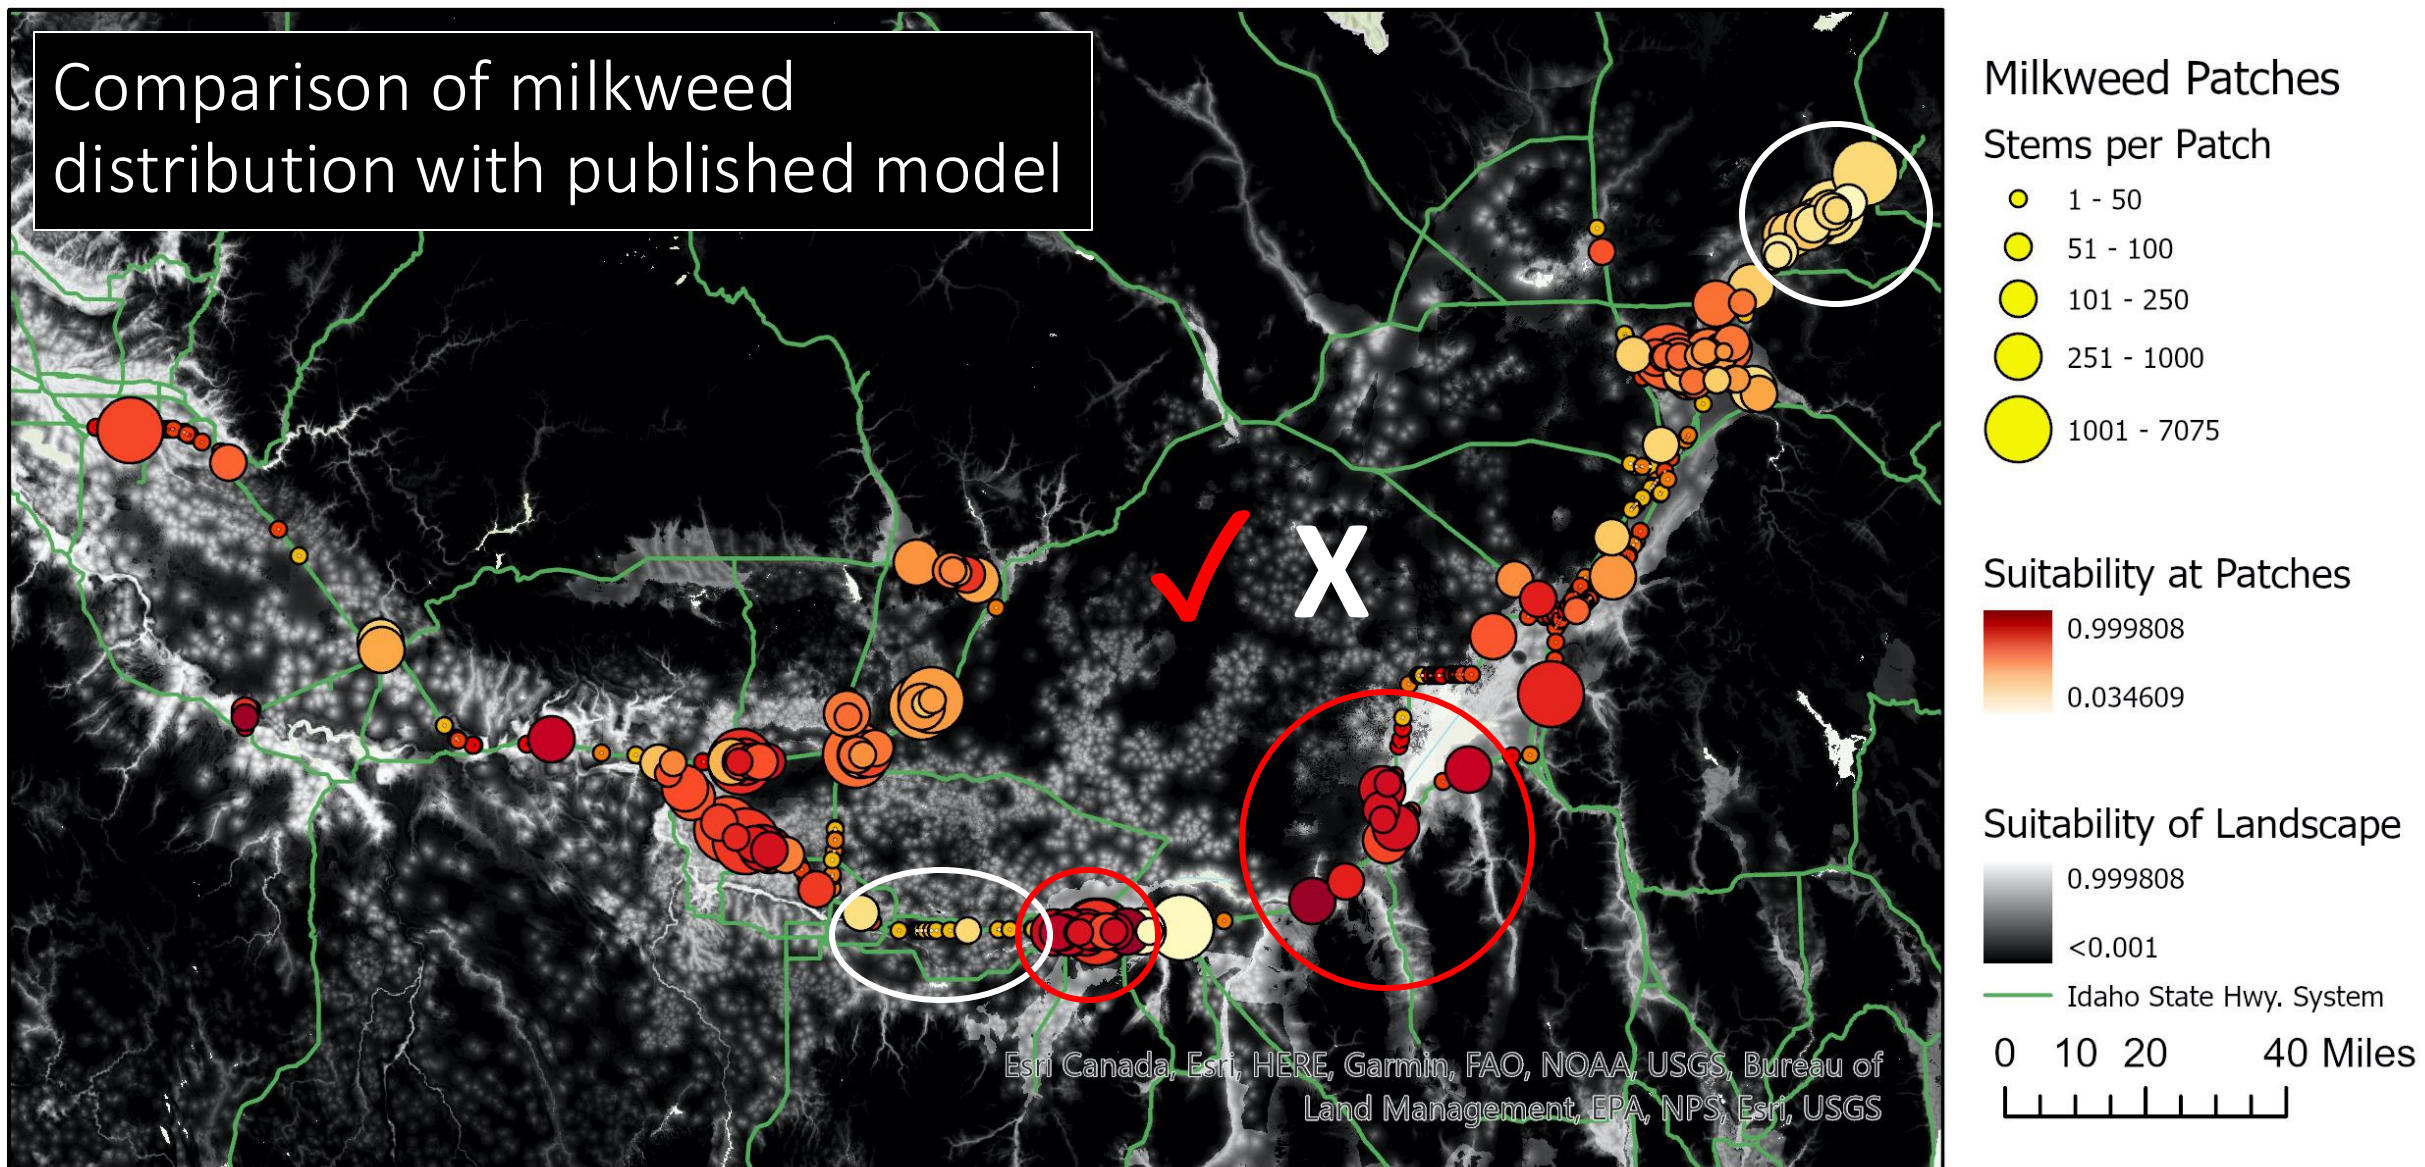 Comparison of milkweed
distribution with published model
X
Milkweed Patches
Stems per Patch
1 - 50
51 - 100
101 - 250
251 - 1000
1001 - 7075
Suitability at Patches
0.999808
0.034609
Suitability of Landscape
0.999808
<0.001
Idaho State Hwy. System
0 10 20 40 Miles
Esri Canada, Esri, HERE, Garmin, FAO, NOAA, USGS, Bureau of
Land Management, EPA, NPS, Esri, USGS